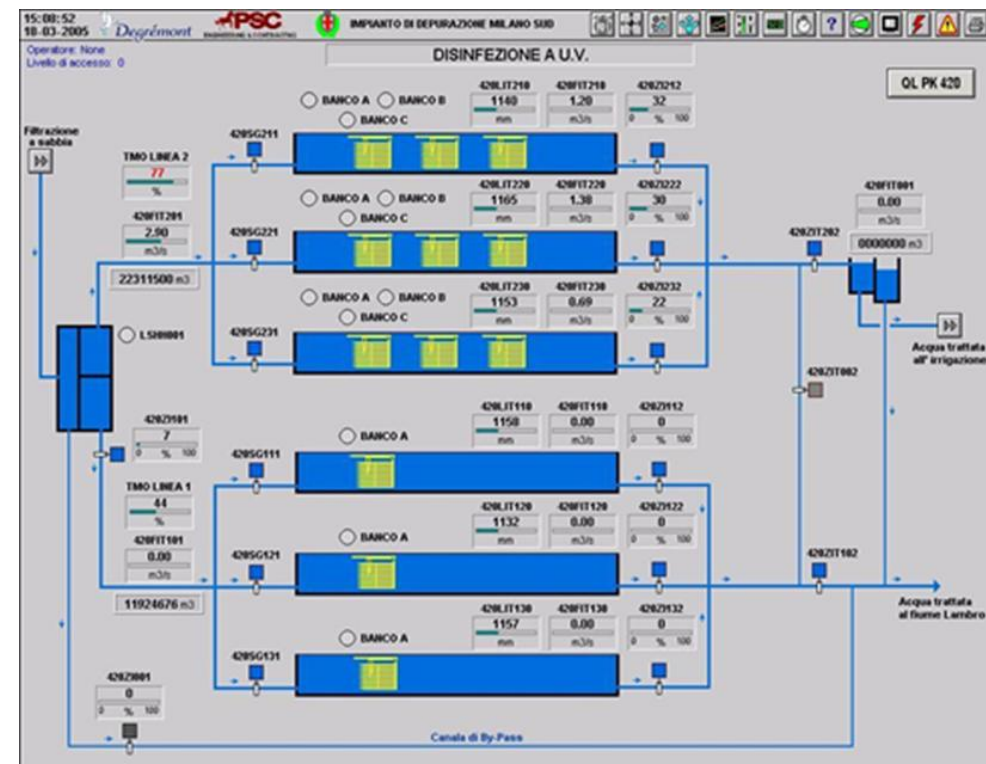 15:08:52
18-03-2005
Degrémont
PSC
IMPIANTO DI DEPURAZIONE MILANO SUD
?
Operatore: None
Livello di accesso: 0
DISINFEZIONE A U.V.
QL PK 420
Filtrazione
a sabbia
TMO LINEA 2
77
%
420FIT201
2.90
m3/s
22311500 m3
LSHH001
420ZI101
7
0 % 100
TMO LINEA 1
44
%
420FIT101
0.00
m3/s
11924676 m3
420ZI001
0
0 % 100
BANCO A BANCO B
BANCO C
420SG211
420LIT210 420FIT210 420ZI212
1140 1.20 32
mm m3/s 0 % 100
BANCO A BANCO B
BANCO C
420SG221
420LIT220 420FIT220 420ZI222
1165 1.30 30
mm m3/s 0 % 100
BANCO A BANCO B
BANCO C
420SG231
420LIT230 420FIT230 420ZI232
1153 0.69 22
mm m3/s 0 % 100
BANCO A
420SG111
420LIT110 420FIT110 420ZI112
1150 0.00 0
mm m3/s 0 % 100
BANCO A
420SG121
420LIT120 420FIT120 420ZI122
1132 0.00 0
mm m3/s 0 % 100
BANCO A
420SG131
420LIT130 420FIT130 420ZI132
1157 0.00 0
mm m3/s 0 % 100
420FIT001
0.00
m3/s
0000000 m3
420ZIT202
Acqua trattata
all' irrigazione
420ZIT002
420ZIT102
Acqua trattata
al fiume Lambro
Canala di By-Pass